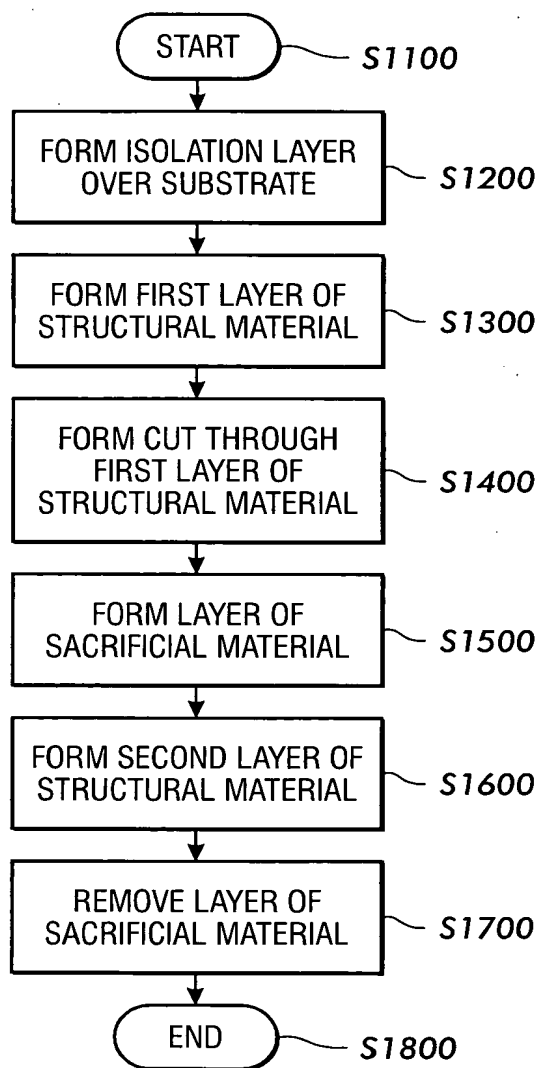 START
S1100
FORM ISOLATION LAYER
OVER SUBSTRATE
S1200
FORM FIRST LAYER OF
STRUCTURAL MATERIAL
S1300
FORM CUT THROUGH
FIRST LAYER OF
STRUCTURAL MATERIAL
S1400
FORM LAYER OF
SACRIFICIAL MATERIAL
S1500
FORM SECOND LAYER OF
STRUCTURAL MATERIAL
S1600
REMOVE LAYER OF
SACRIFICIAL MATERIAL
S1700
END
S1800